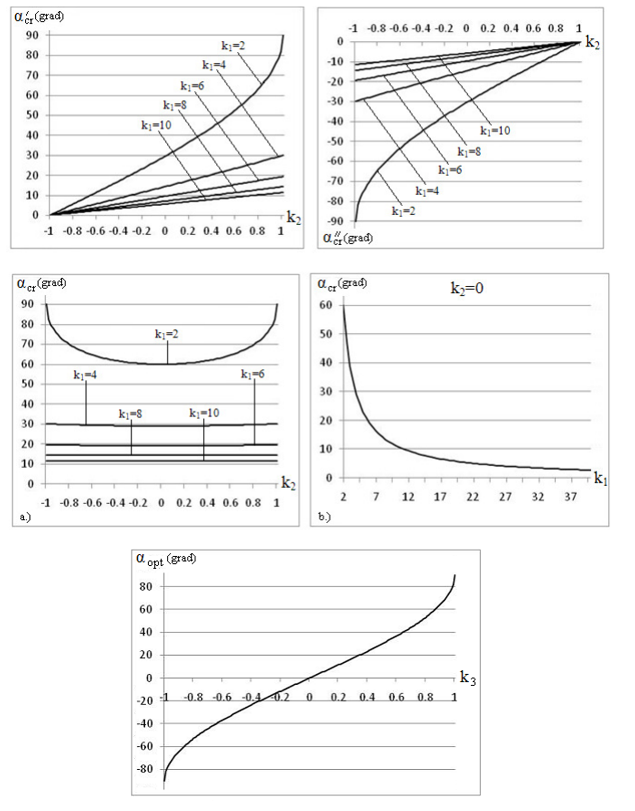 α′cr(grad)
90
80
70
60
50
40
30
20
10
0
k₁=2
k₁=4
k₁=6
k₁=8
k₁=10
-1 -0.8 -0.6 -0.4 -0.2 0 0.2 0.4 0.6 0.8 1
k₂
-1 -0.8 -0.6 -0.4 -0.2 0 0.2 0.4 0.6 0.8 1
k₂
0
-10
-20
-30
-40
-50
-60
-70
-80
-90
k₁=10
k₁=8
k₁=6
k₁=4
k₁=2
α″cr(grad)
αcr(grad)
90
80
70
60
50
40
30
20
10
0
k₁=2
k₁=4
k₁=6
k₁=8
k₁=10
-1 -0.8 -0.6 -0.4 -0.2 0 0.2 0.4 0.6 0.8 1
k₂
a.)
αcr(grad)
k₂=0
60
50
40
30
20
10
0
2 7 12 17 22 27 32 37
k₁
b.)
αopt(grad)
80
60
40
20
0
-20
-40
-60
-80
k₃
-1 -0.8 -0.6 -0.4 -0.2 0 0.2 0.4 0.6 0.8 1